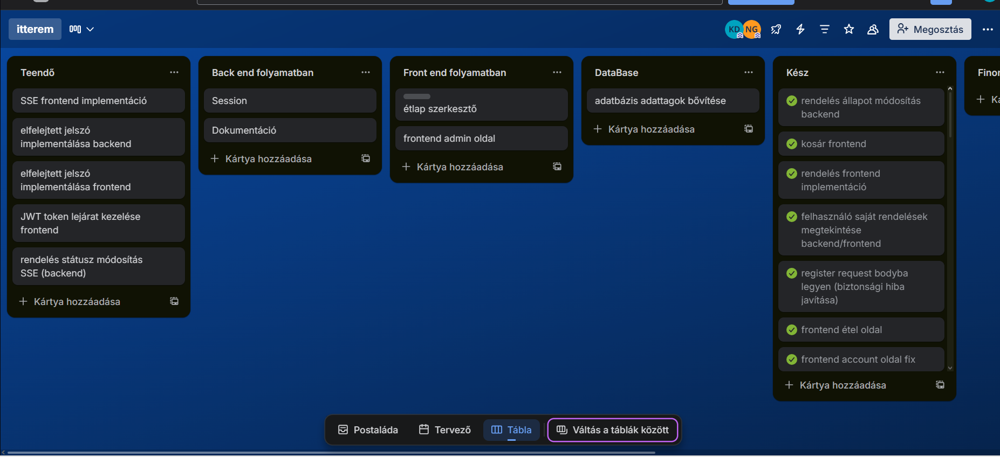 itterem
KD
NG
Megosztás
Teendő
SSE frontend implementáció
elfelejtett jelszó
implementálása backend
elfelejtett jelszó
implementálása frontend
JWT token lejárat kezelése
frontend
rendelés státusz módosítás
SSE (backend)
Kártya hozzáadása
Back end folyamatban
Session
Dokumentáció
Kártya hozzáadása
Front end folyamatban
étlap szerkesztő
frontend admin oldal
Kártya hozzáadása
DataBase
adatbázis adattagok bővítése
Kártya hozzáadása
Kész
rendelés állapot módosítás
backend
kosár frontend
rendelés frontend
implementáció
felhasználó saját rendelések
megtekintése
backend/frontend
register request bodyba
legyen (biztonsági hiba
javítása)
frontend étel oldal
frontend account oldal fix
Kártya hozzáadása
Postaláda
Tervező
Tábla
Váltás a táblák között